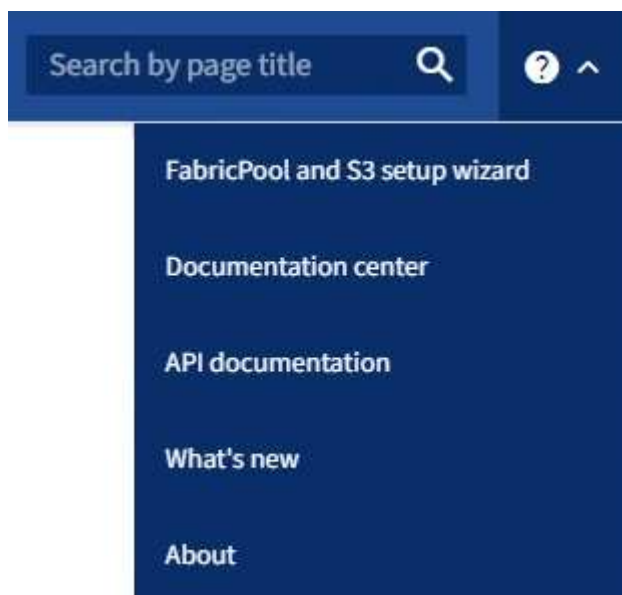 Search by page title
FabricPool and S3 setup wizard
Documentation center
API documentation
What's new
About